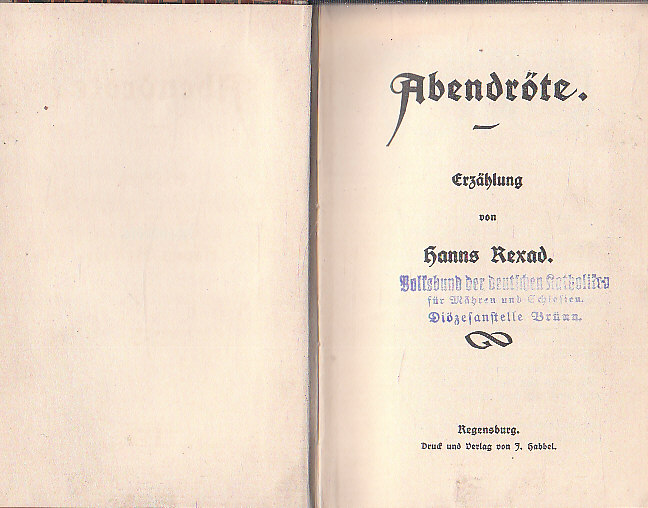 Abendröte.
Erzählung
von
Hanns Rexad.
Volksbund der deutschen Katholiken
für Mähren und Schlesien.
Diözesanstelle Brünn.
Regensburg.
Druck und Verlag von J. Habbel.